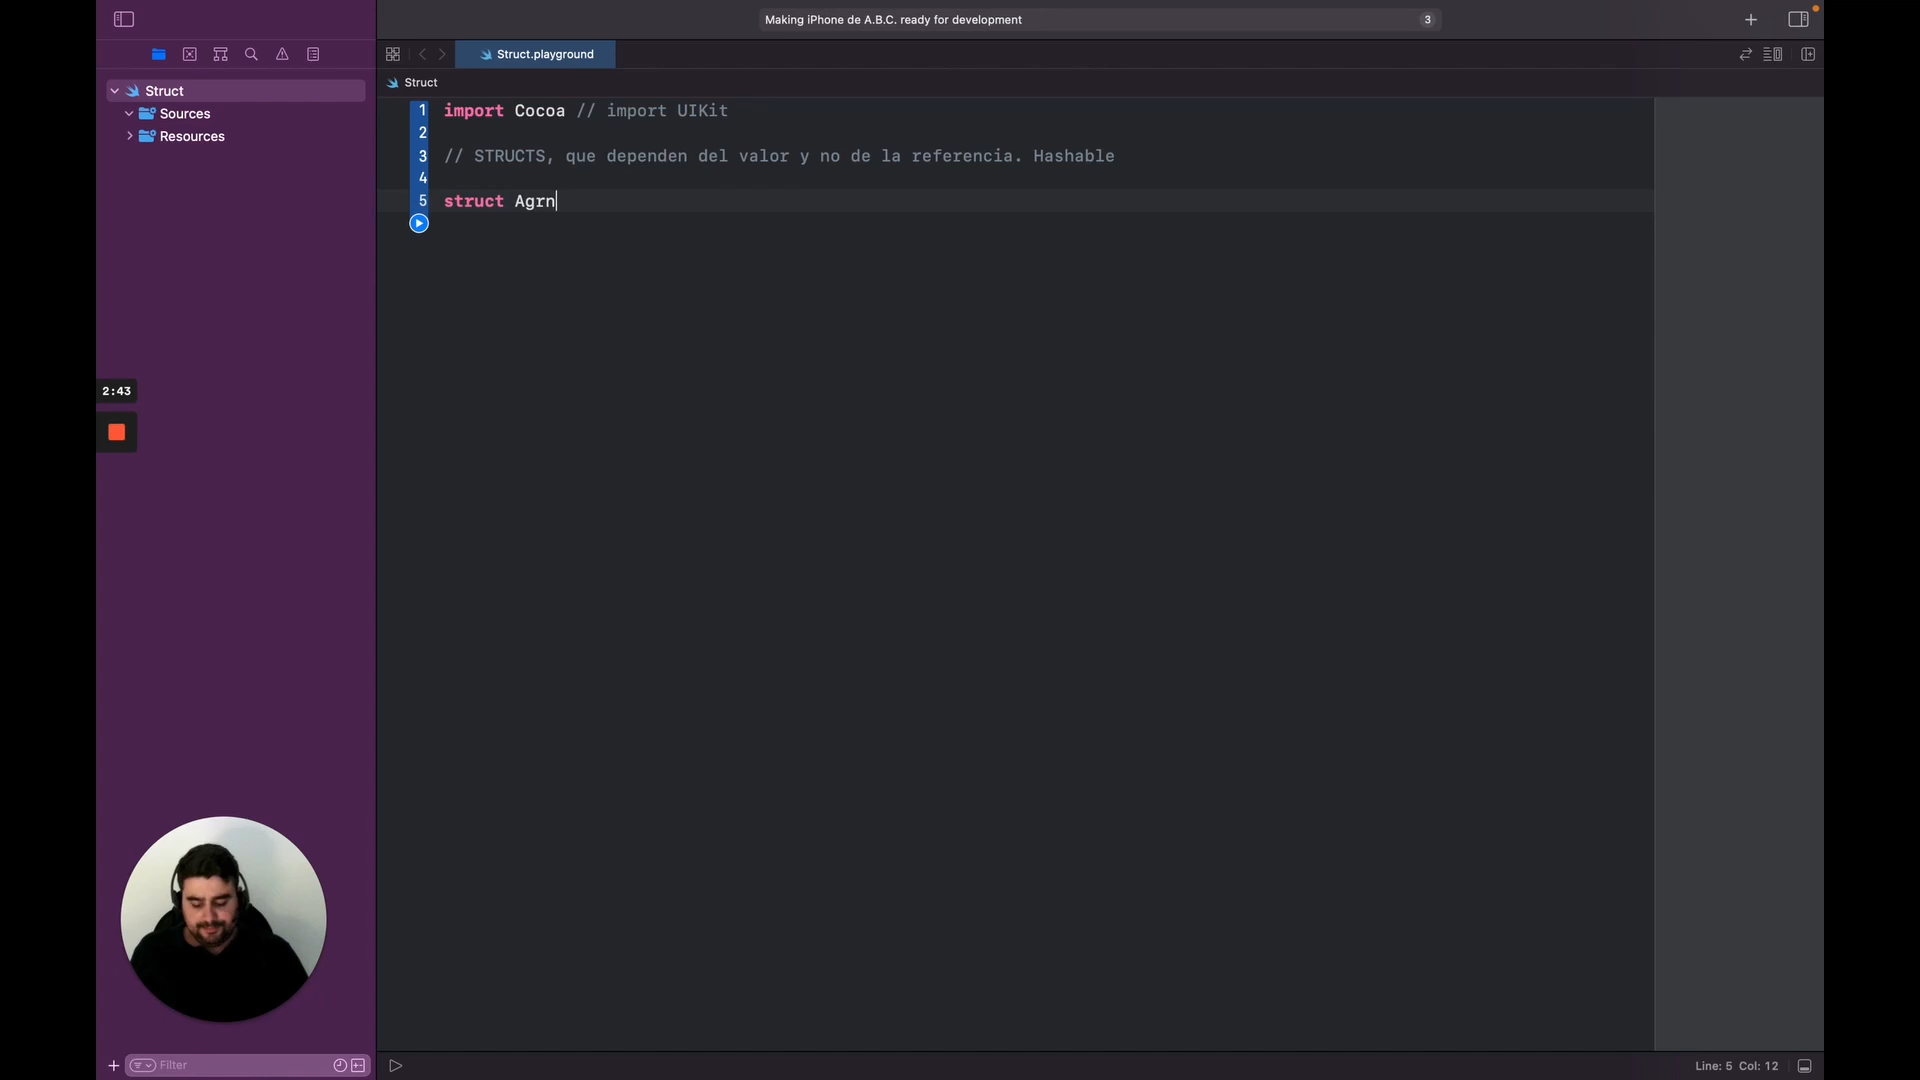 Making iPhone de A.B.C. ready for development
3
Struct.playground
Struct
Struct
Sources
Resources
1 import Cocoa // import UIKit
2
3 // STRUCTS, que dependen del valor y no de la referencia. Hashable
4
5 struct Agrn
2:43
Filter
Line: 5 Col: 12